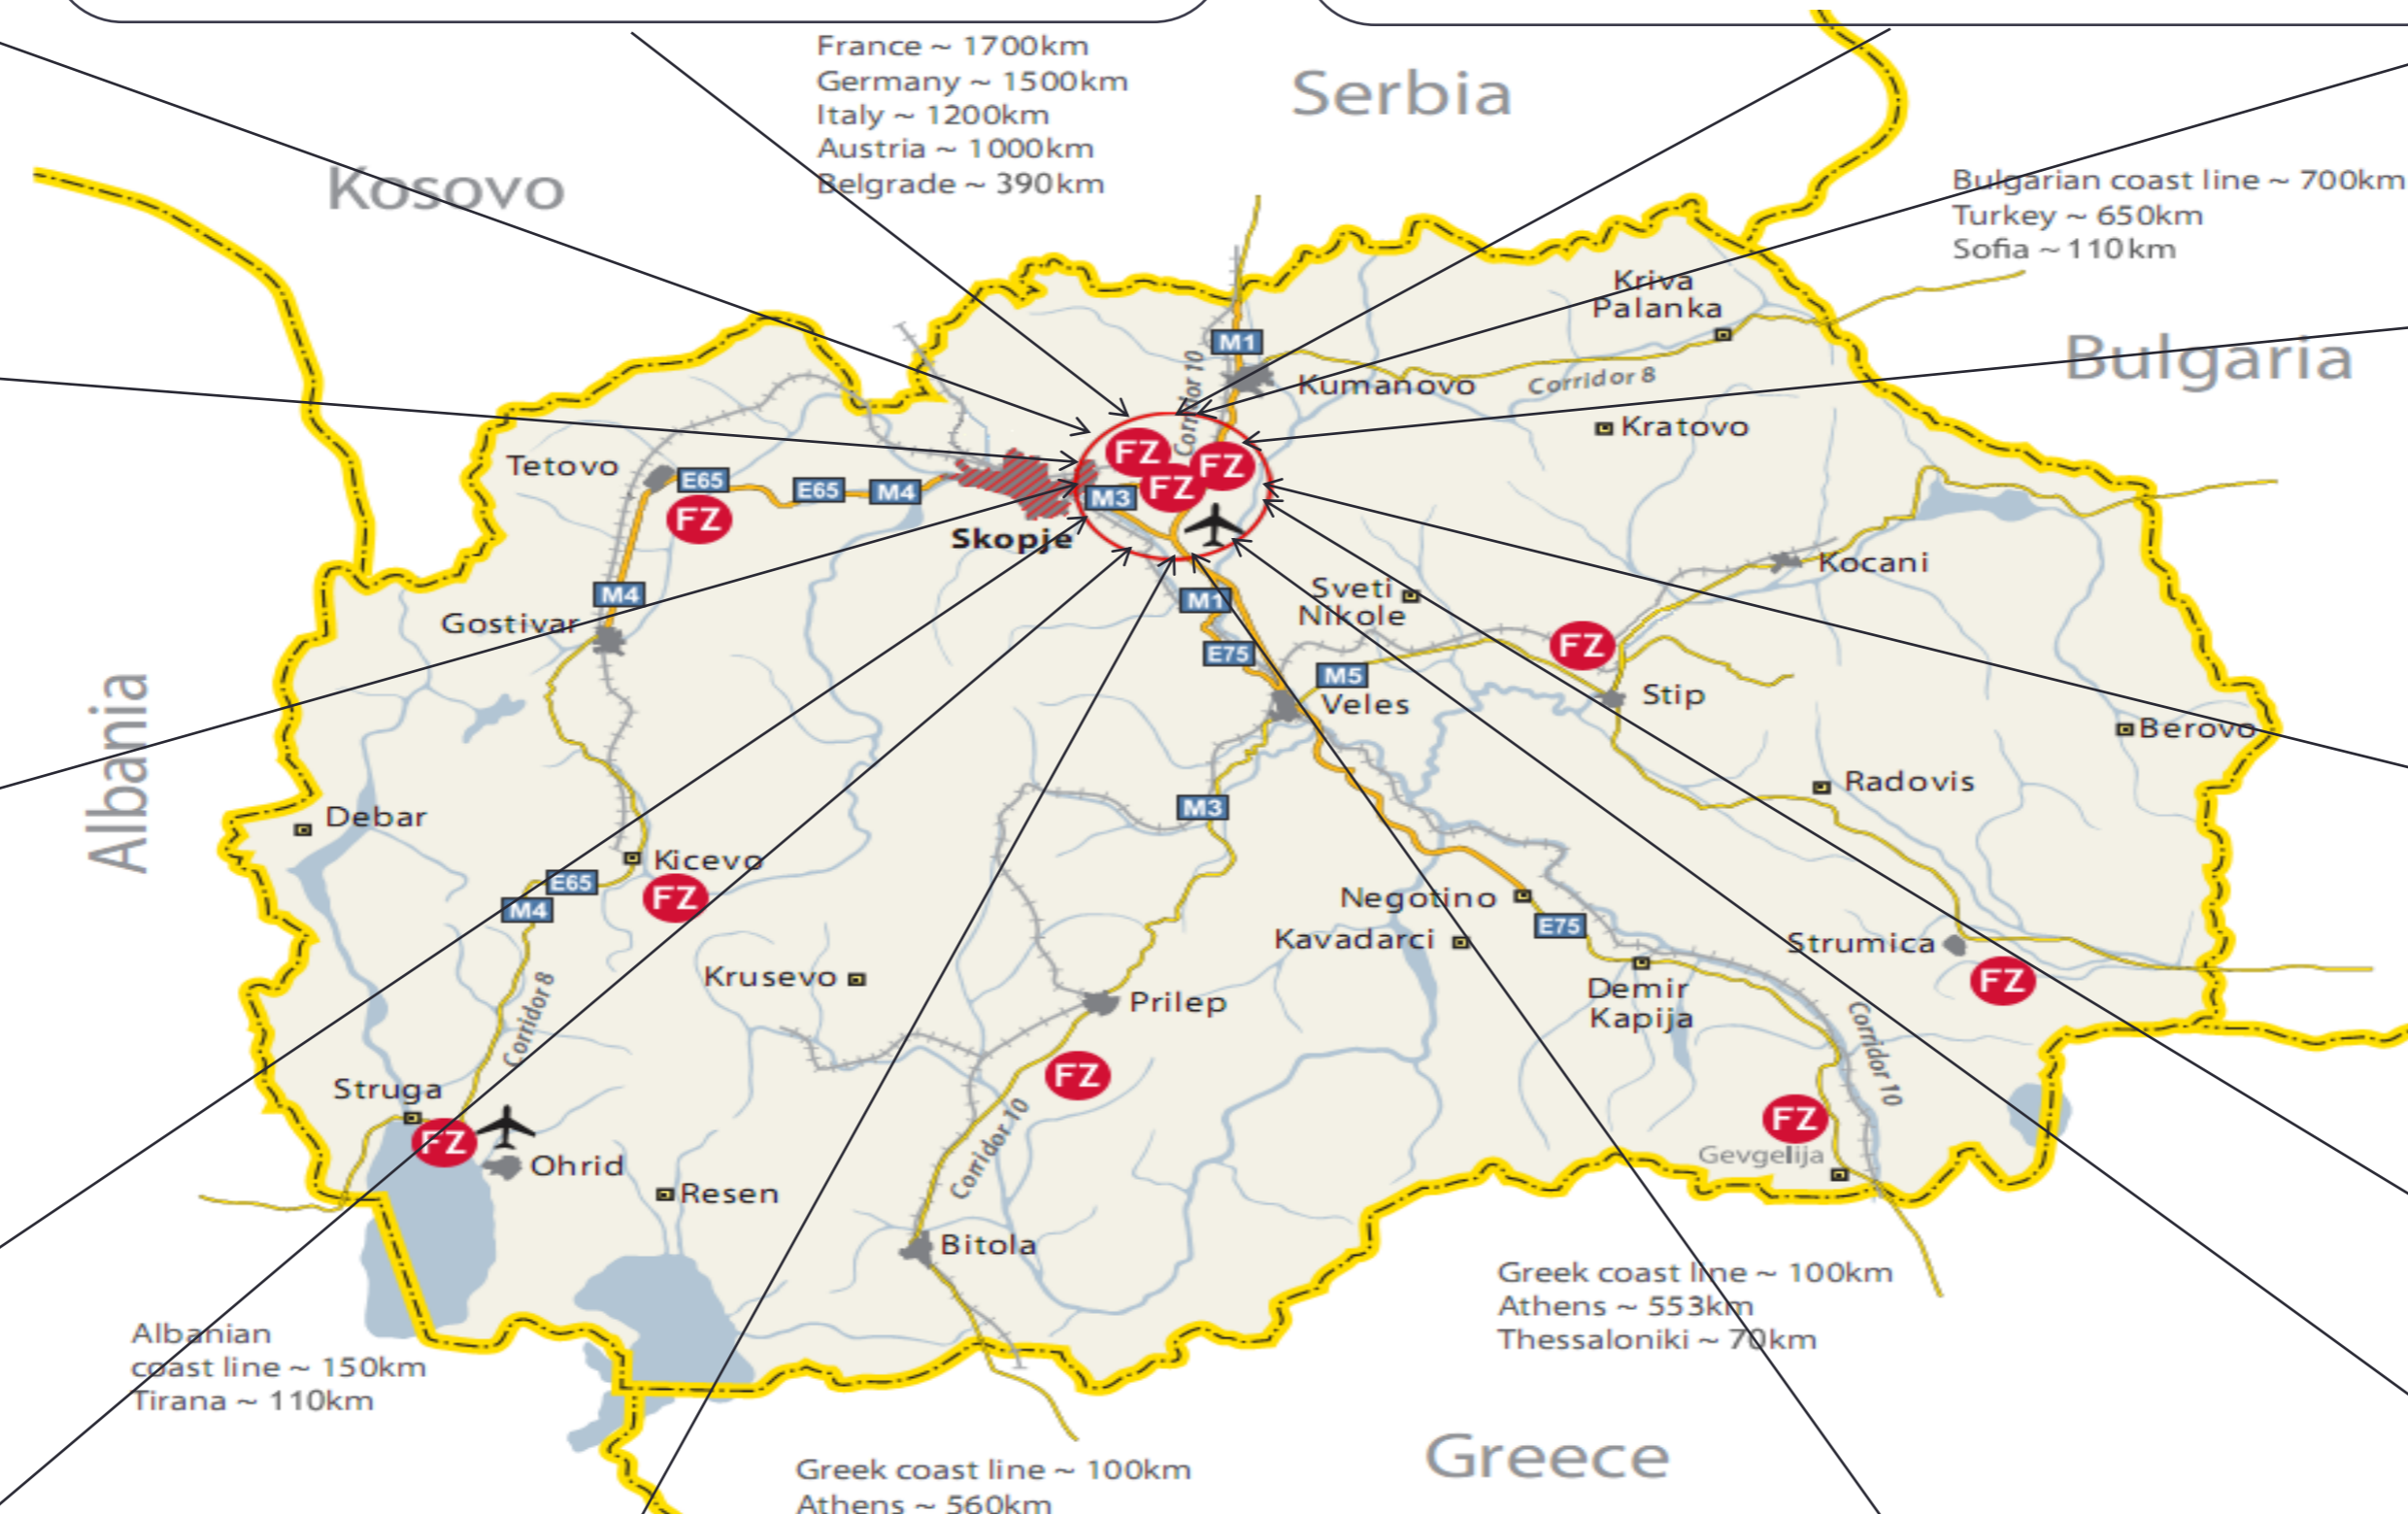 France ~ 1700km
Germany ~ 1500km
Italy ~ 1200km
Austria ~ 1000km
Belgrade ~ 390km
Serbia
Kosovo
Bulgarian coast line ~ 700km
Turkey ~ 650km
Sofia ~ 110km
Bulgaria
Kriva
Palanka
M1
Corridor 10
Kumanovo
Corridor 8
Kratovo
FZ
FZ
FZ
Tetovo
E65
E65
M4
M3
FZ
Skopje
Kocani
M4
Gostivar
M1
Sveti
Nikole
E75
FZ
M5
Veles
Stip
Berovo
Albania
Radovis
M3
Debar
Kicevo
E65
M4
FZ
Negotino
E75
Kavadarci
Strumica
Krusevo
FZ
Prilep
Demir
Kapija
Corridor 8
Corridor 10
FZ
Struga
FZ
Corridor 10
FZ
Gevgelija
Ohrid
Resen
Bitola
Greek coast line ~ 100km
Athens ~ 553km
Thessaloniki ~ 70km
Albanian
coast line ~ 150km
Tirana ~ 110km
Greece
Greek coast line ~ 100km
Athens ~ 560km